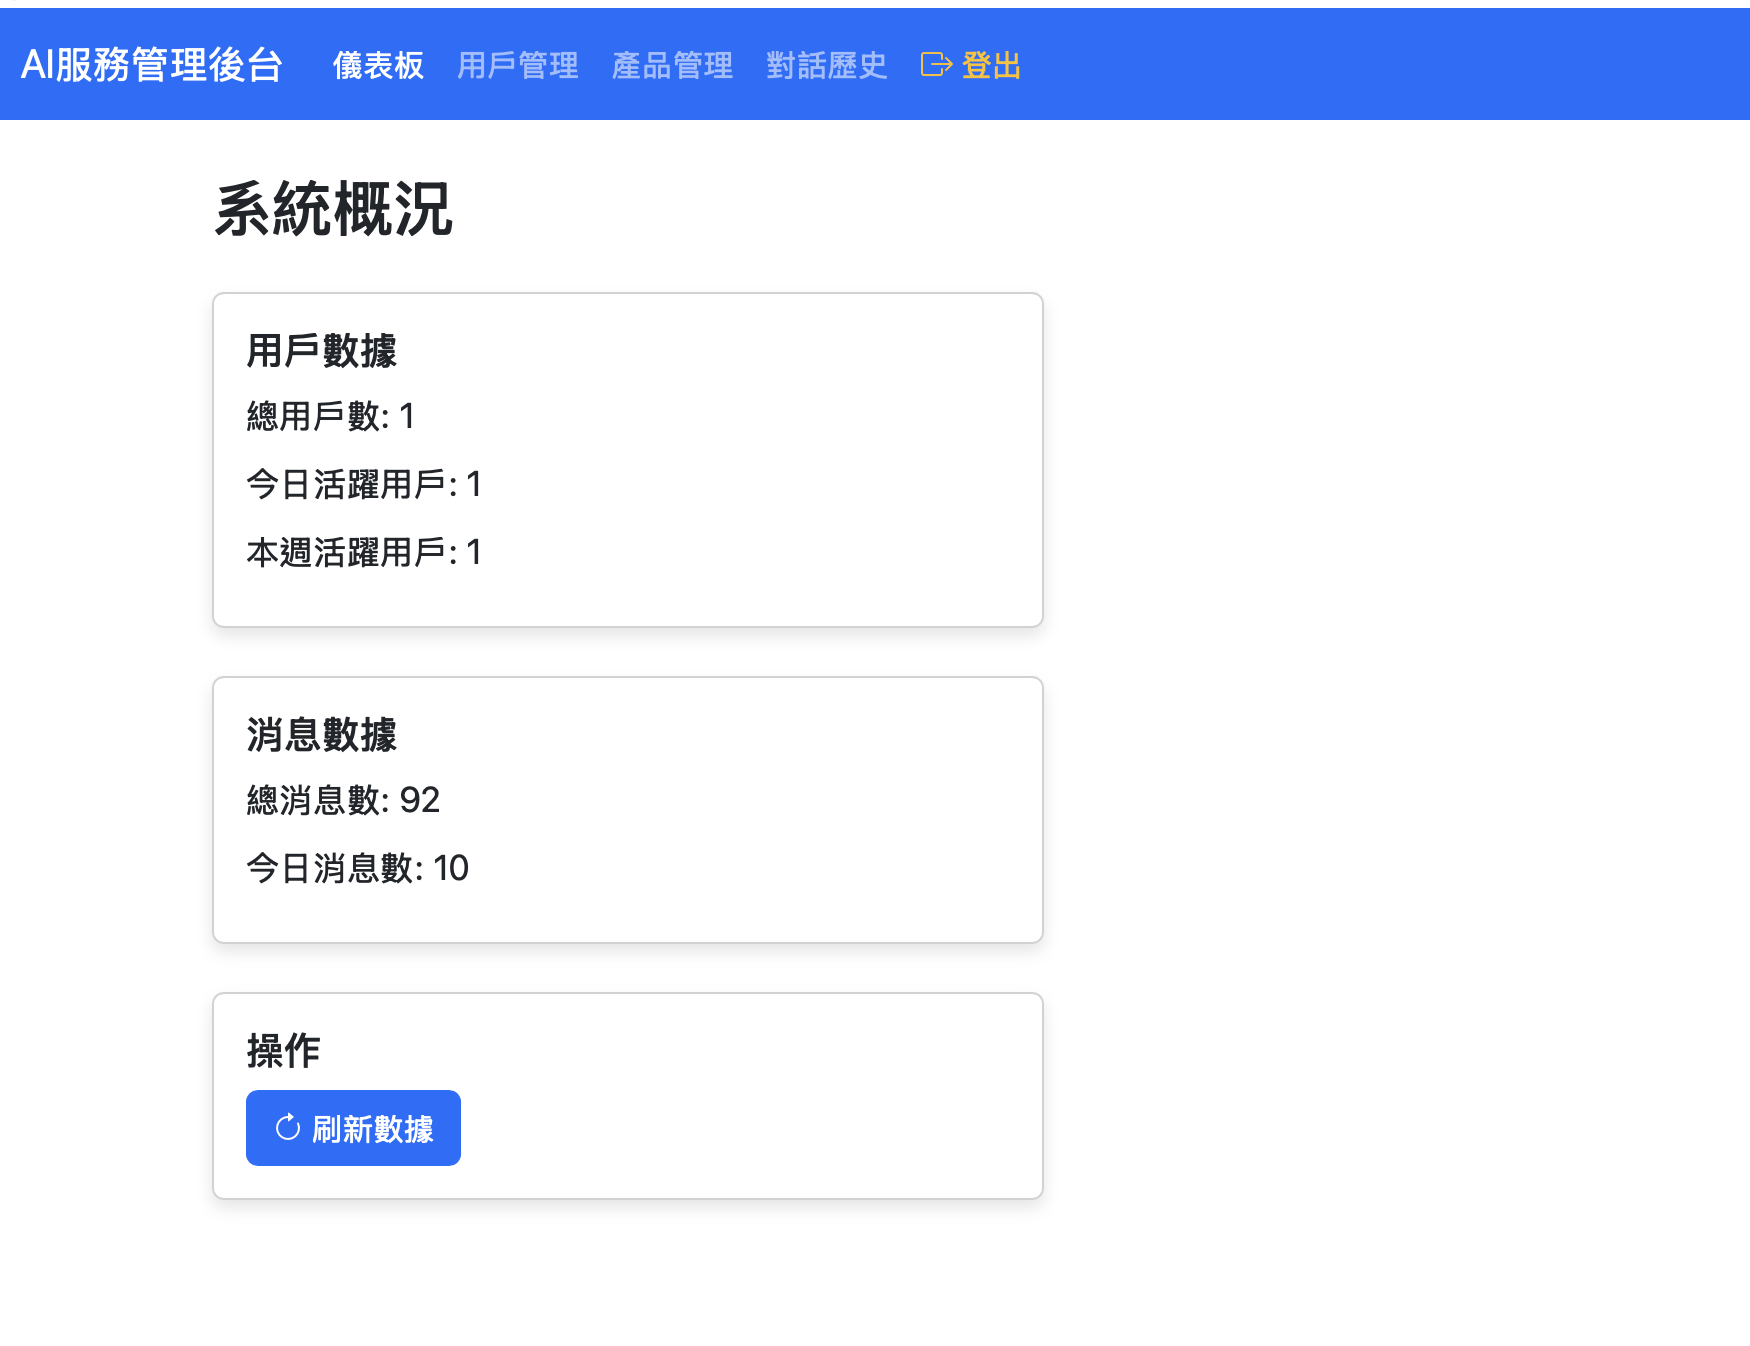 AI服務管理後台 儀表板 用戶管理 產品管理 對話歷史 登出
系統概況
用戶數據
總用戶數: 1
今日活躍用戶: 1
本週活躍用戶: 1
消息數據
總消息數: 92
今日消息數: 10
操作
刷新數據